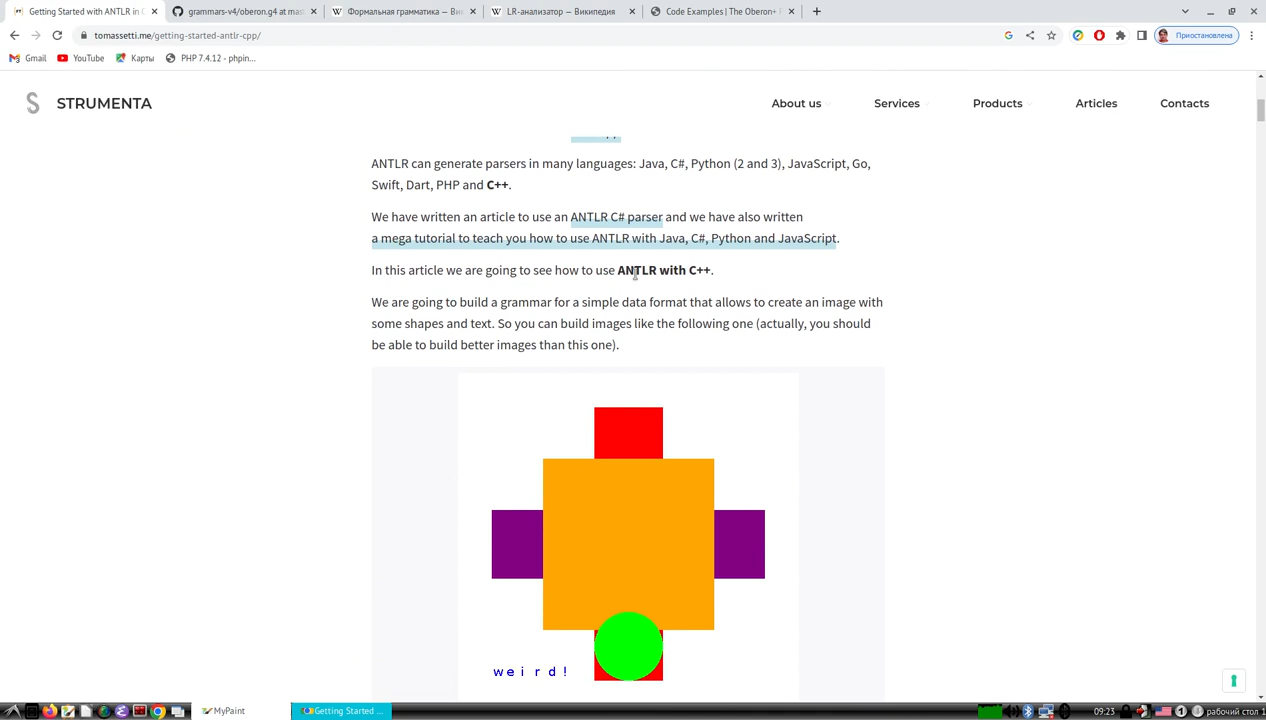 Getting Started with ANTLR in C
grammars-v4/oberon.g4 at mas
Формальная грамматика — Ви
LR-анализатор — Википедия
Code Examples | The Oberon+
tomassetti.me/getting-started-antlr-cpp/
Приостановлена
Gmail
YouTube
Карты
PHP 7.4.12 - phpin...
STRUMENTA
About us
Services
Products
Articles
Contacts
ANTLR can generate parsers in many languages: Java, C#, Python (2 and 3), JavaScript, Go,
Swift, Dart, PHP and C++.
We have written an article to use an ANTLR C# parser and we have also written
a mega tutorial to teach you how to use ANTLR with Java, C#, Python and JavaScript.
In this article we are going to see how to use ANTLR with C++.
We are going to build a grammar for a simple data format that allows to create an image with
some shapes and text. So you can build images like the following one (actually, you should
be able to build better images than this one).
weird!
MyPaint
Getting Started ...
09:23
рабочий стол 1